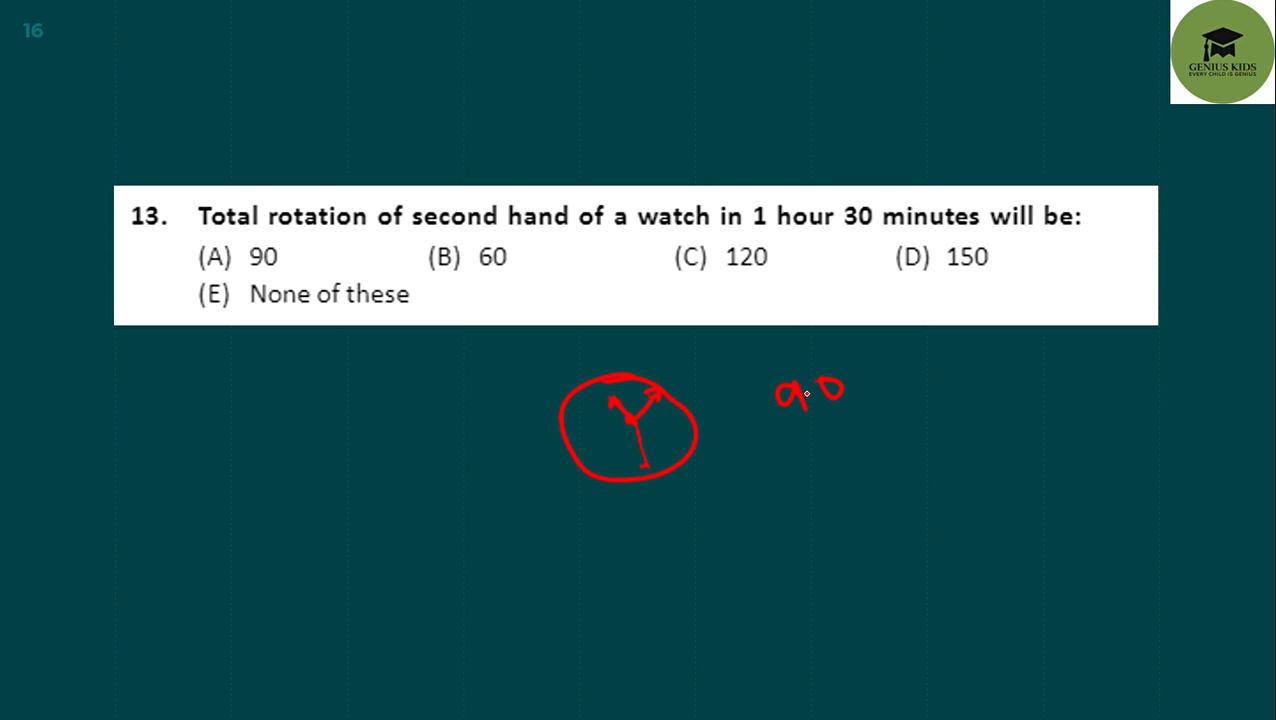 16
GENIUS KIDS
EVERY CHILD IS GENIUS
13. Total rotation of second hand of a watch in 1 hour 30 minutes will be:
(A) 90 (B) 60 (C) 120 (D) 150
(E) None of these
90